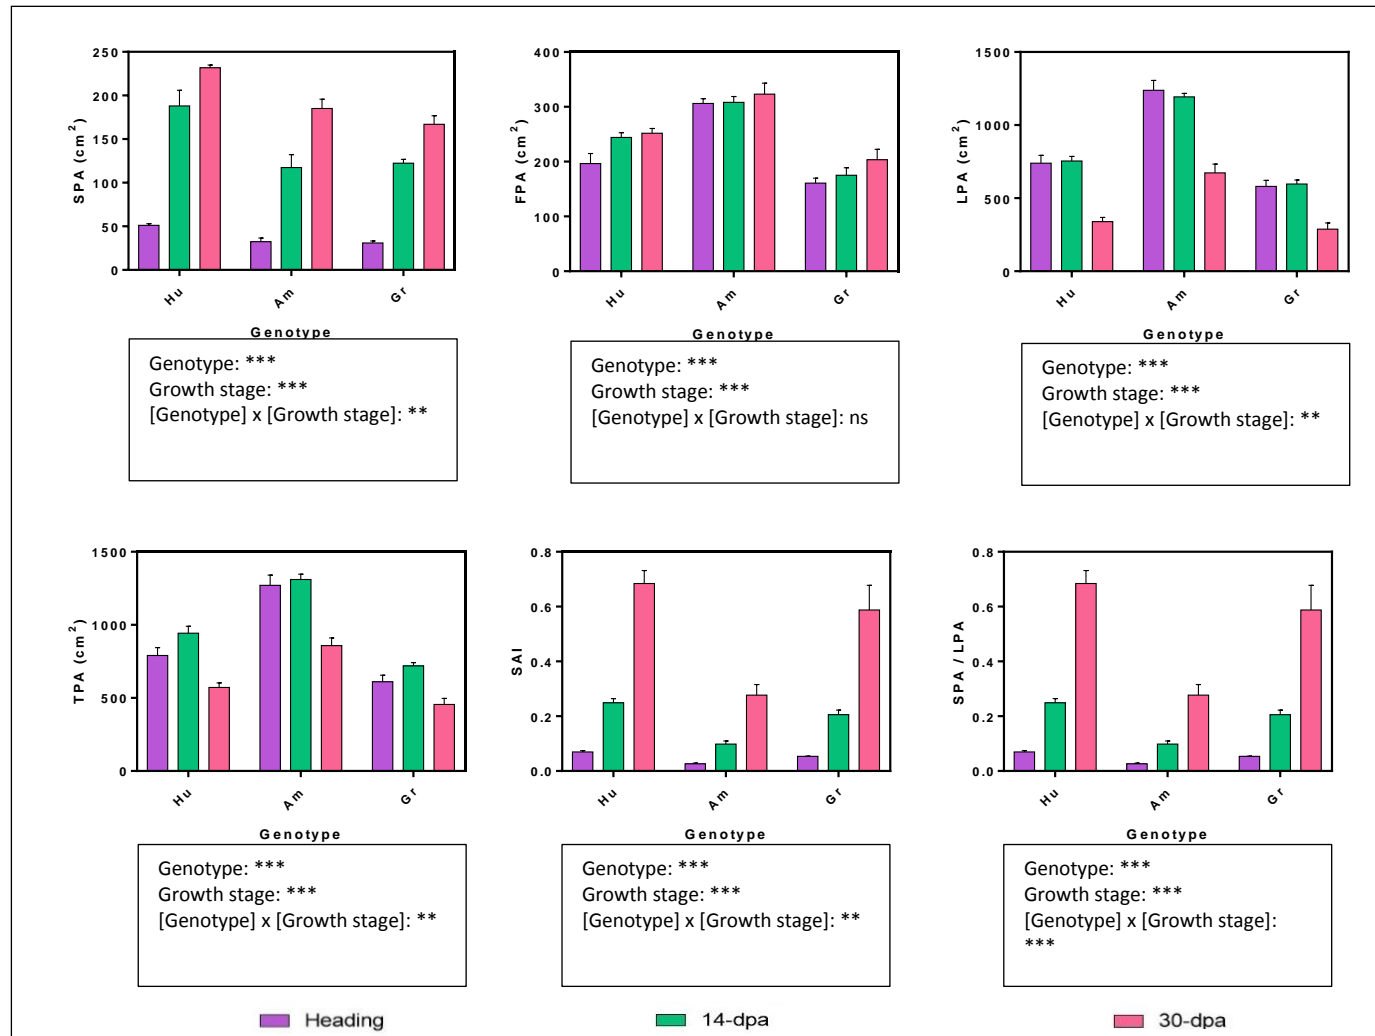 SPA (cm2)
250
200
150
100
50
0
Hu
Am
Gr
Genotype
Genotype: ***
Growth stage: ***
[Genotype] x [Growth stage]: **
FPA (cm2)
400
300
200
100
0
Hu
Am
Gr
Genotype
Genotype: ***
Growth stage: ***
[Genotype] x [Growth stage]: ns
LPA (cm2)
1500
1000
500
0
Hu
Am
Gr
Genotype
Genotype: ***
Growth stage: ***
[Genotype] x [Growth stage]: **
TPA (cm2)
1500
1000
500
0
Hu
Am
Gr
Genotype
Genotype: ***
Growth stage: ***
[Genotype] x [Growth stage]: **
SAI
0.8
0.6
0.4
0.2
0.0
Hu
Am
Gr
Genotype
Genotype: ***
Growth stage: ***
[Genotype] x [Growth stage]: **
SPA / LPA
0.8
0.6
0.4
0.2
0.0
Hu
Am
Gr
Genotype
Genotype: ***
Growth stage: ***
[Genotype] x [Growth stage]:
***
Heading
14-dpa
30-dpa